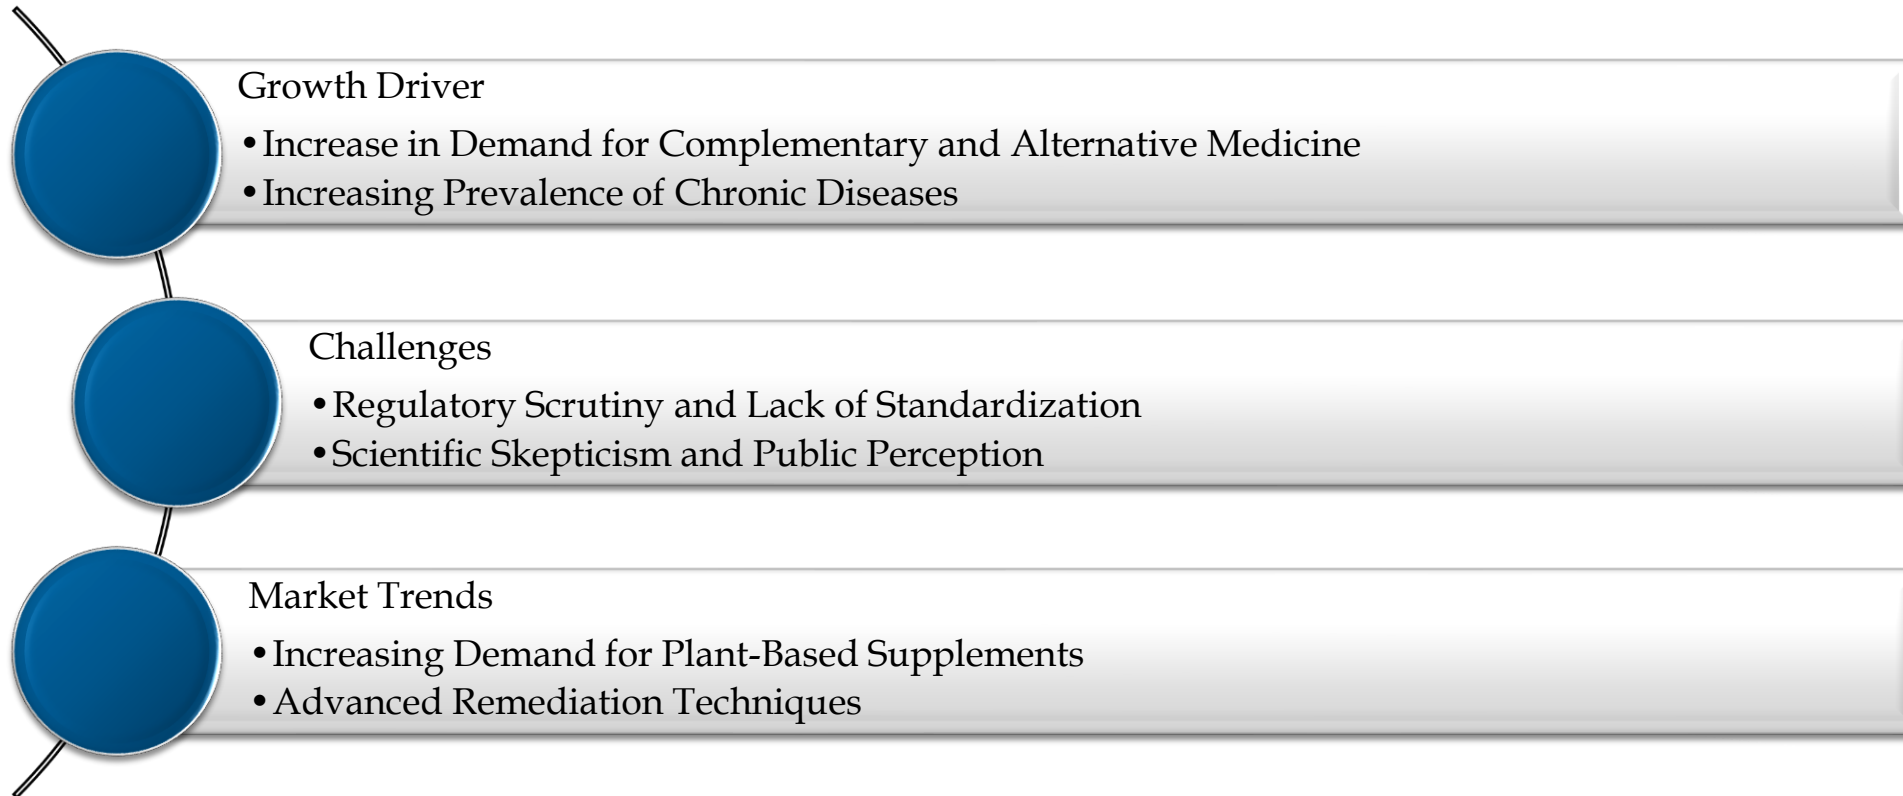 Growth Driver
•Increase in Demand for Complementary and Alternative Medicine
•Increasing Prevalence of Chronic Diseases
Challenges
•Regulatory Scrutiny and Lack of Standardization
•Scientific Skepticism and Public Perception
Market Trends
•Increasing Demand for Plant-Based Supplements
•Advanced Remediation Techniques